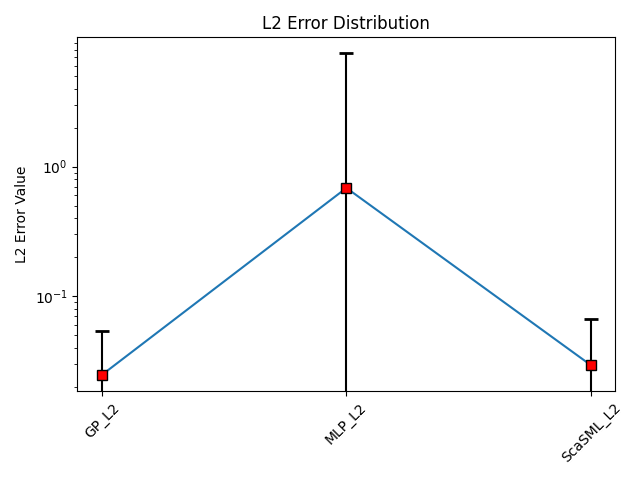 L2 Error Distribution
L2 Error Value
10⁰
10⁻¹
GP_L2
MLP_L2
ScaSML_L2